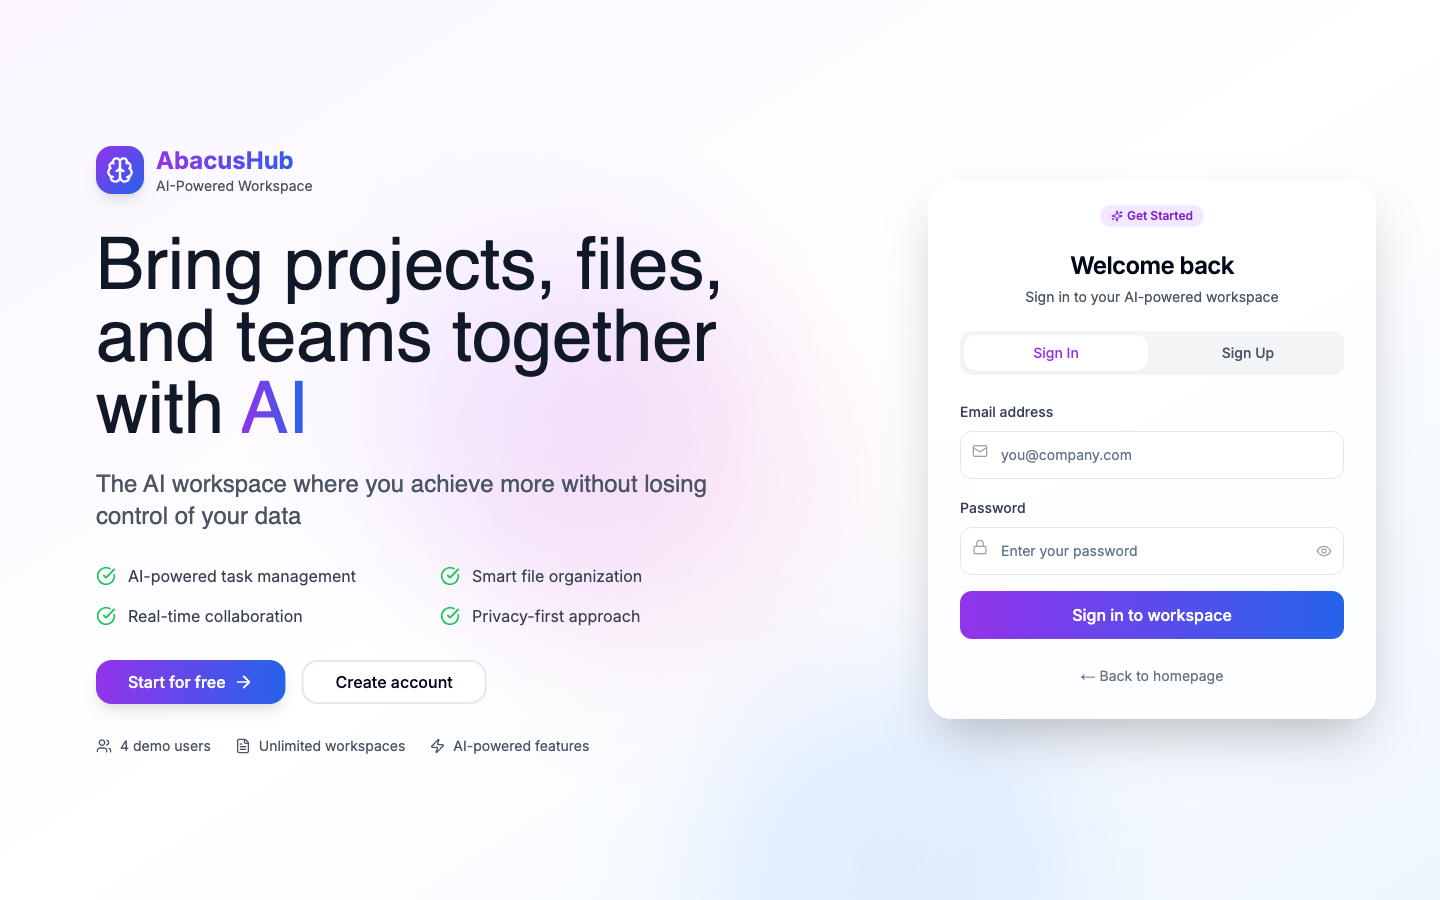 AbacusHub
AI-Powered Workspace
Bring projects, files,
and teams together
with AI
The AI workspace where you achieve more without losing
control of your data
AI-powered task management
Smart file organization
Real-time collaboration
Privacy-first approach
Start for free →
Create account
4 demo users
Unlimited workspaces
AI-powered features
Get Started
Welcome back
Sign in to your AI-powered workspace
Sign In
Sign Up
Email address
you@company.com
Password
Enter your password
Sign in to workspace
← Back to homepage